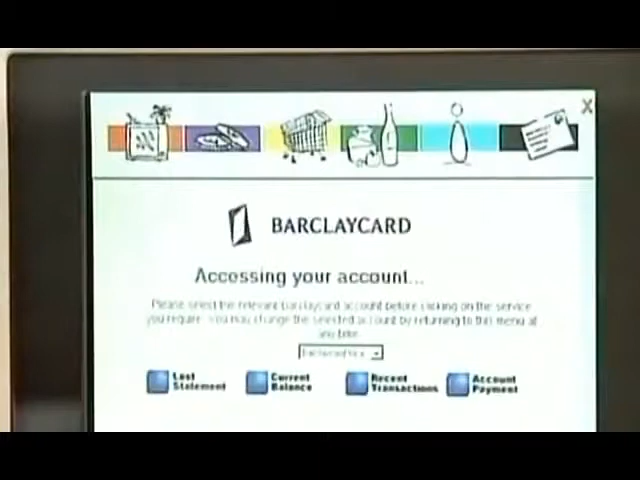 X
BARCLAYCARD
Accessing your account...
Please select the relevant Barclaycard account before clicking on the service
you require. You may change the selected account by returning to this menu at
any time.
Last
Statement
Current
Balance
Recent
Transactions
Account
Payment